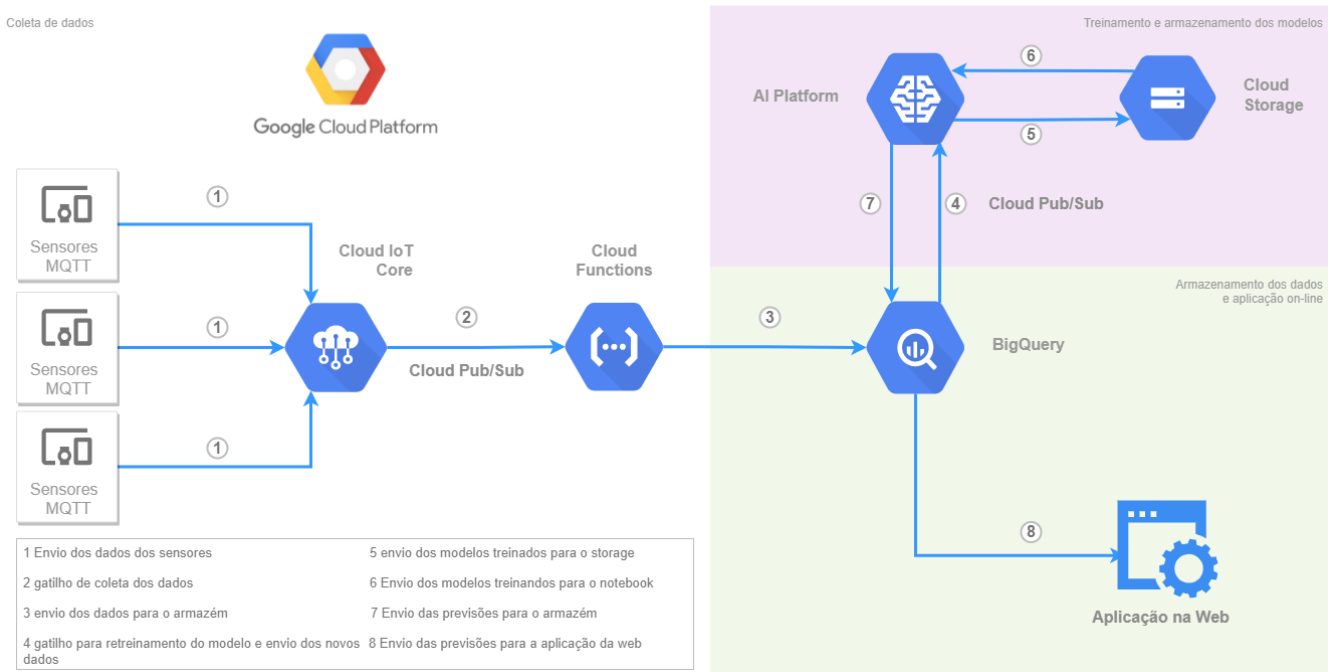 Coleta de dados
Treinamento e armazenamento dos modelos
Google Cloud Platform
AI Platform
6
Cloud
Storage
5
Sensores
MQTT
1
7
4
Cloud Pub/Sub
Cloud IoT
Core
Cloud
Functions
Armazenamento dos dados
e aplicação on-line
Sensores
MQTT
1
2
Cloud Pub/Sub
3
BigQuery
Sensores
MQTT
1
8
Aplicação na Web
1 Envio dos dados dos sensores
2 gatilho de coleta dos dados
3 envio dos dados para o armazém
4 gatilho para retreinamento do modelo e envio dos novos
dados
5 envio dos modelos treinados para o storage
6 Envio dos modelos treinandos para o notebook
7 Envio das previsões para o armazém
8 Envio das previsões para a aplicação da web